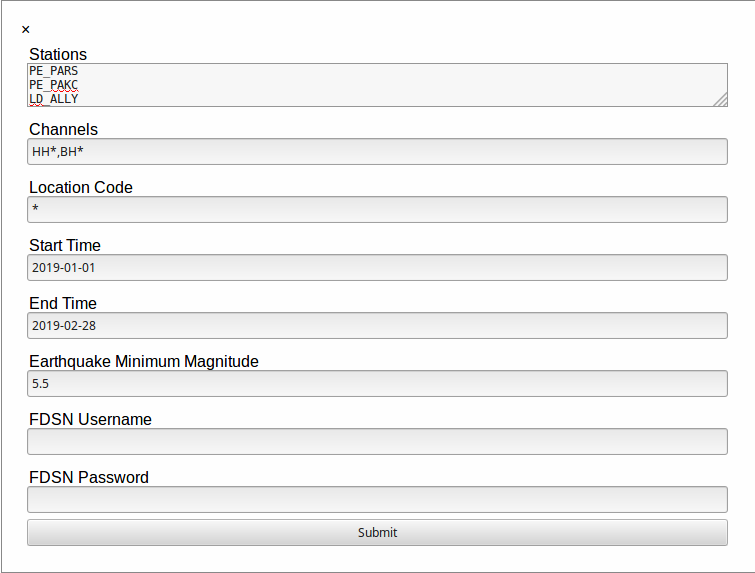 ×
Stations
PE_PARS
PE_PAKC
LD_ALLY
Channels
HH*,BH*
Location Code
*
Start Time
2019-01-01
End Time
2019-02-28
Earthquake Minimum Magnitude
5.5
FDSN Username
FDSN Password
Submit